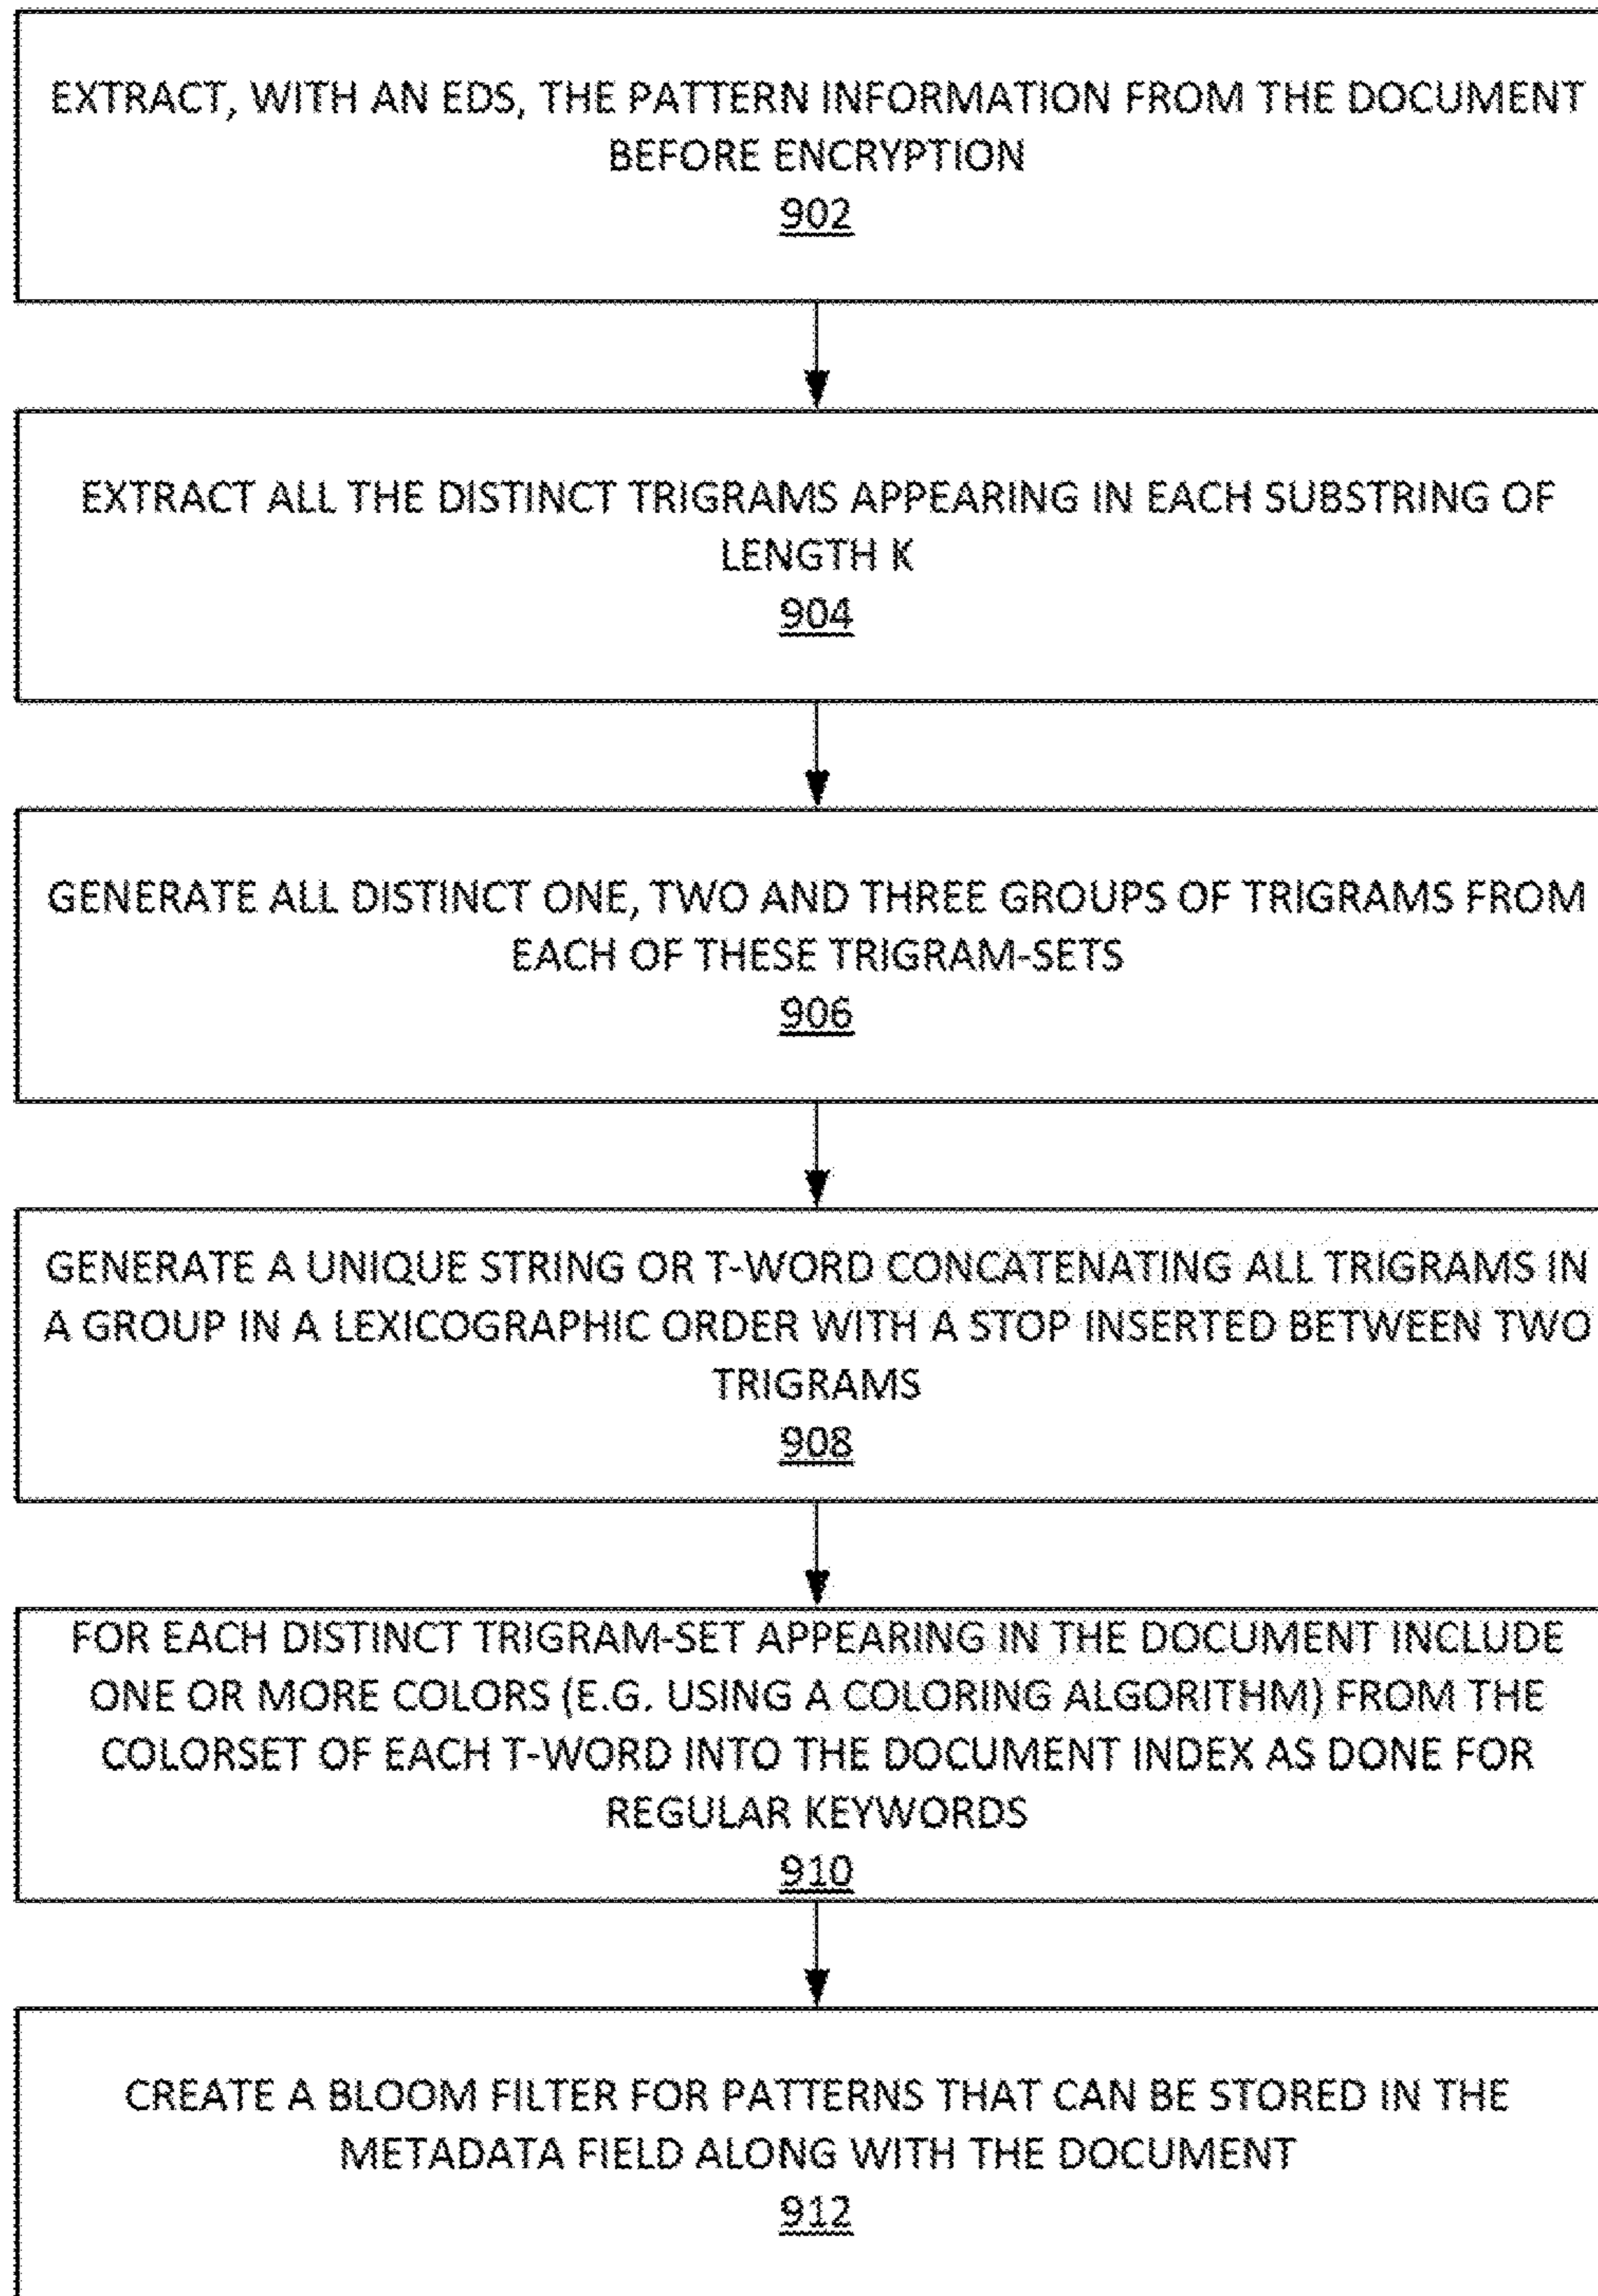 EXTRACT, WITH AN EDS, THE PATTERN INFORMATION FROM THE DOCUMENT
BEFORE ENCRYPTION
902
EXTRACT ALL THE DISTINCT TRIGRAMS APPEARING IN EACH SUBSTRING OF
LENGTH K
904
GENERATE ALL DISTINCT ONE, TWO AND THREE GROUPS OF TRIGRAMS FROM
EACH OF THESE TRIGRAM-SETS
906
GENERATE A UNIQUE STRING OR T-WORD CONCATENATING ALL TRIGRAMS IN
A GROUP IN A LEXICOGRAPHIC ORDER WITH A STOP INSERTED BETWEEN TWO
TRIGRAMS
908
FOR EACH DISTINCT TRIGRAM-SET APPEARING IN THE DOCUMENT INCLUDE
ONE OR MORE COLORS (E.G. USING A COLORING ALGORITHM) FROM THE
COLORSET OF EACH T-WORD INTO THE DOCUMENT INDEX AS DONE FOR
REGULAR KEYWORDS
910
CREATE A BLOOM FILTER FOR PATTERNS THAT CAN BE STORED IN THE
METADATA FIELD ALONG WITH THE DOCUMENT
912